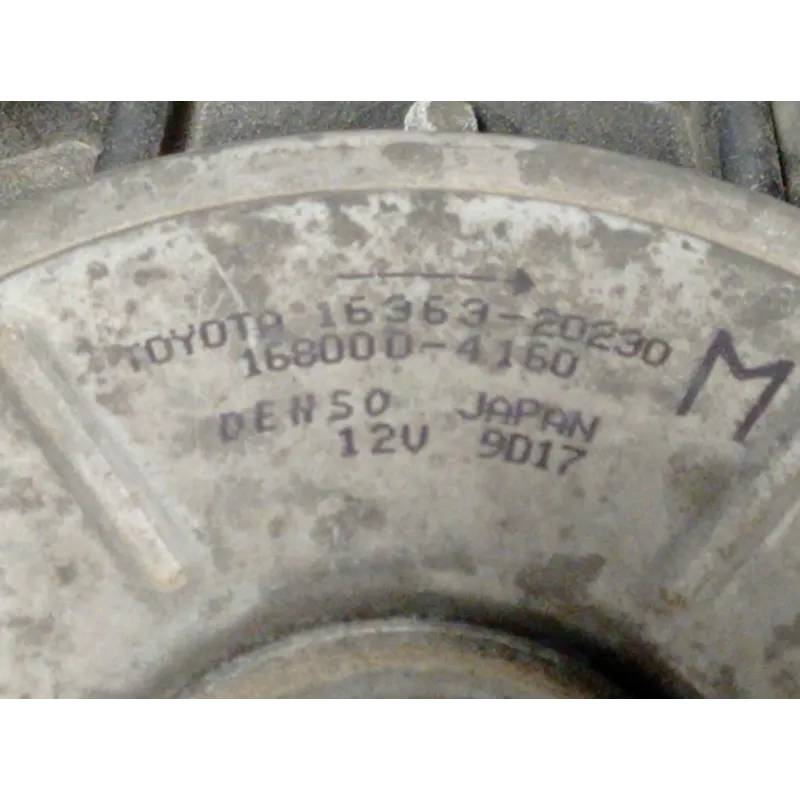 TOYOTA 16363-20230
168000-4160
DENSO JAPAN
12V 9D17
M